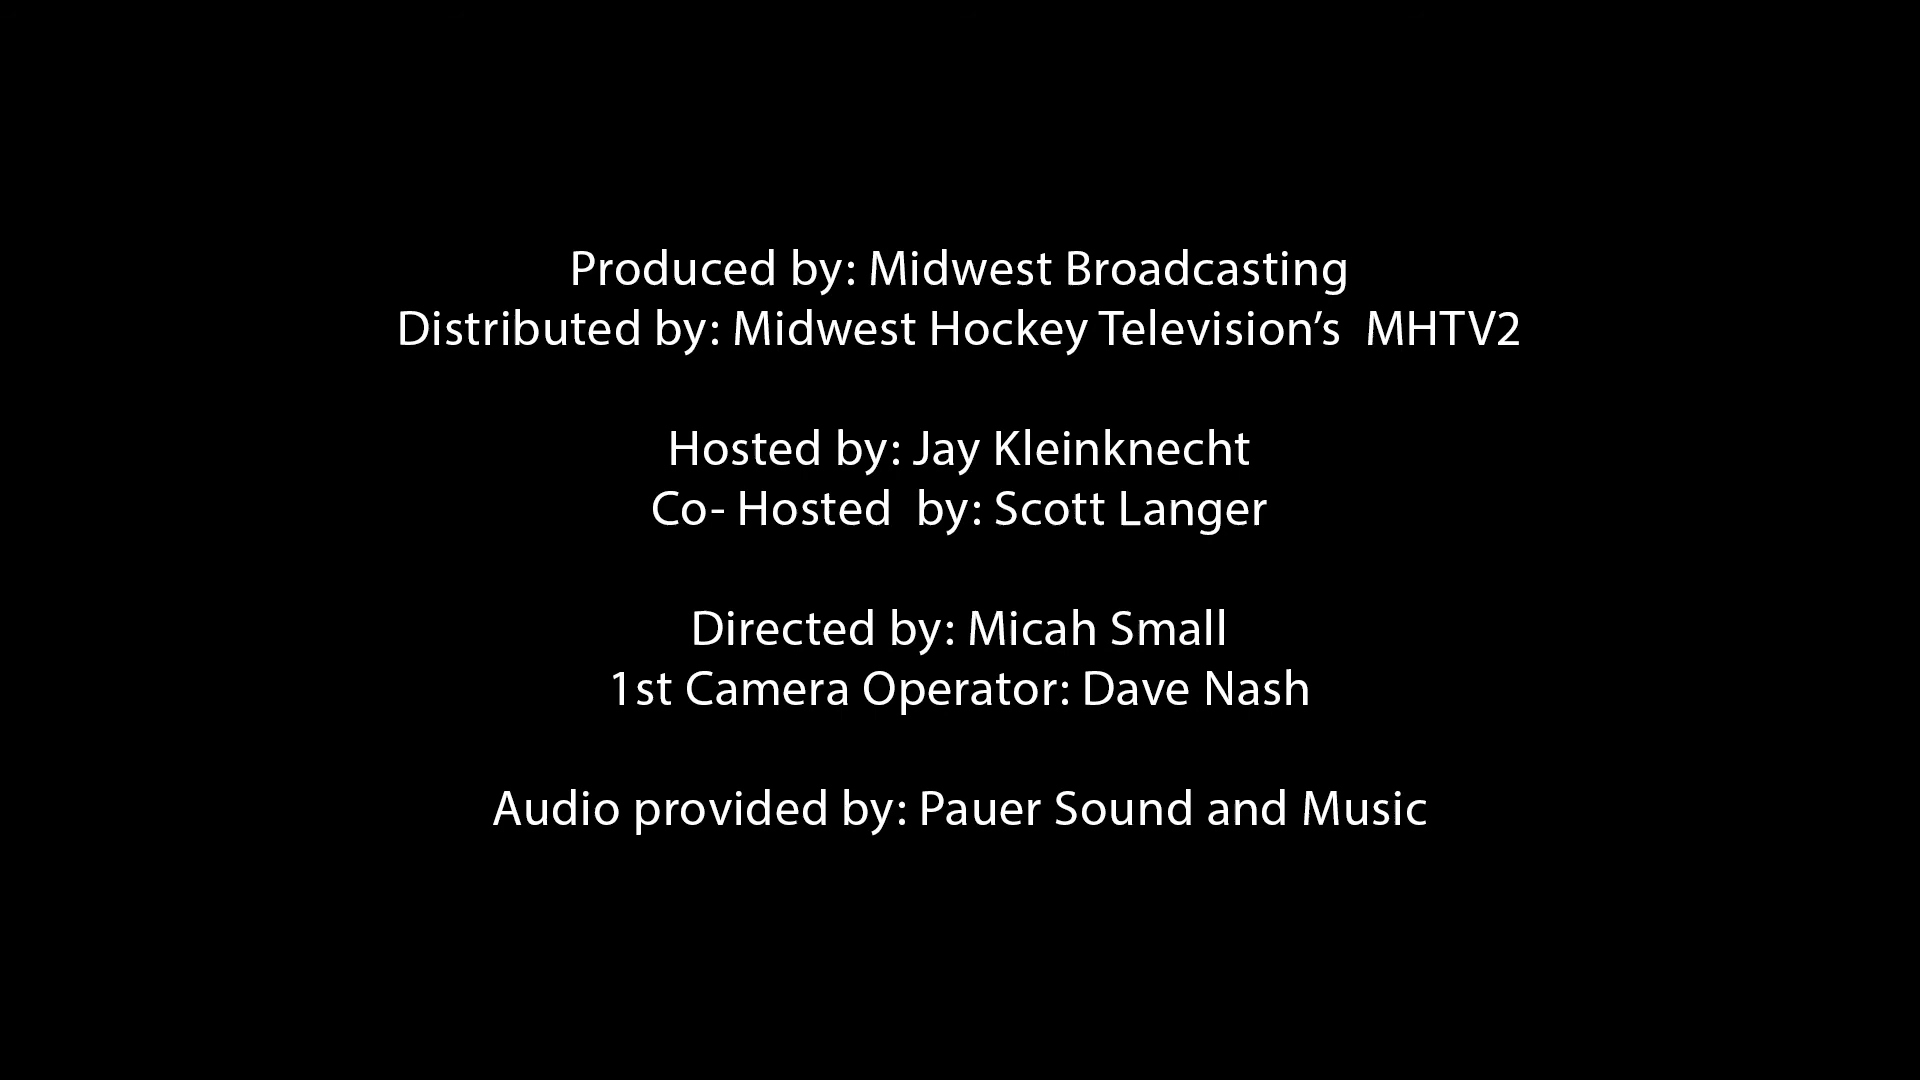 Produced by: Midwest Broadcasting
Distributed by: Midwest Hockey Television’s  MHTV2
Hosted by: Jay Kleinknecht
Co- Hosted  by: Scott Langer
Directed by: Micah Small
1st Camera Operator: Dave Nash
Audio provided by: Pauer Sound and Music